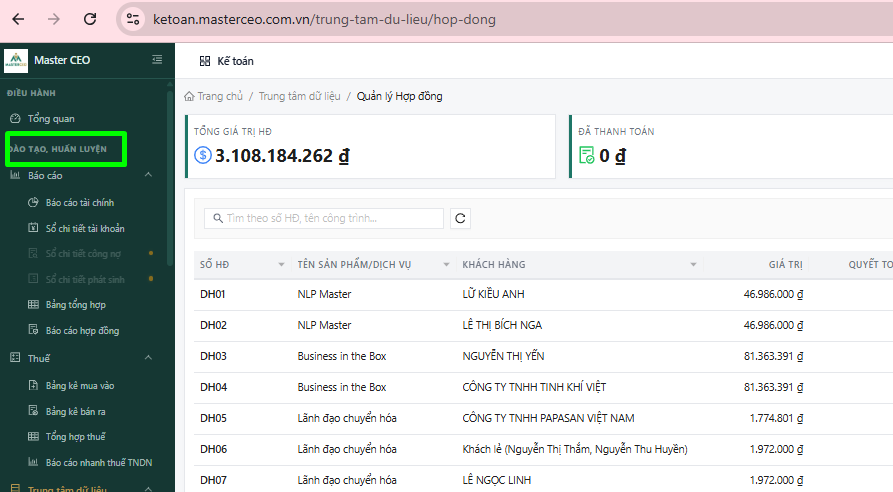 ketoan.masterceo.com.vn/trung-tam-du-lieu/hop-dong
Master CEO
ĐIỀU HÀNH
Tổng quan
ĐÀO TẠO, HUẤN LUYỆN
Báo cáo
Báo cáo tài chính
Sổ chi tiết tài khoản
Sổ chi tiết công nợ
Sổ chi tiết phát sinh
Bảng tổng hợp
Báo cáo hợp đồng
Thuế
Bảng kê mua vào
Bảng kê bán ra
Tổng hợp thuế
Báo cáo nhanh thuế TNDN
Trung tâm dữ liệu
Kế toán
Trang chủ / Trung tâm dữ liệu / Quản lý Hợp đồng
TỔNG GIÁ TRỊ HĐ
3.108.184.262 ₫
ĐÃ THANH TOÁN
0 ₫
Tìm theo số HĐ, tên công trình...
SỐ HĐ TÊN SẢN PHẨM/DỊCH VỤ KHÁCH HÀNG GIÁ TRỊ QUYẾT TO
DH01 NLP Master LỮ KIỀU ANH 46.986.000 ₫
DH02 NLP Master LÊ THỊ BÍCH NGA 46.986.000 ₫
DH03 Business in the Box NGUYỄN THỊ YẾN 81.363.391 ₫
DH04 Business in the Box CÔNG TY TNHH TINH KHÍ VIỆT 81.363.391 ₫
DH05 Lãnh đạo chuyển hóa CÔNG TY TNHH PAPASAN VIỆT NAM 1.774.801 ₫
DH06 Lãnh đạo chuyển hóa Khách lẻ (Nguyễn Thị Thắm, Nguyễn Thu Huyền) 1.972.000 ₫
DH07 Lãnh đạo chuyển hóa LÊ NGỌC LINH 1.972.000 ₫